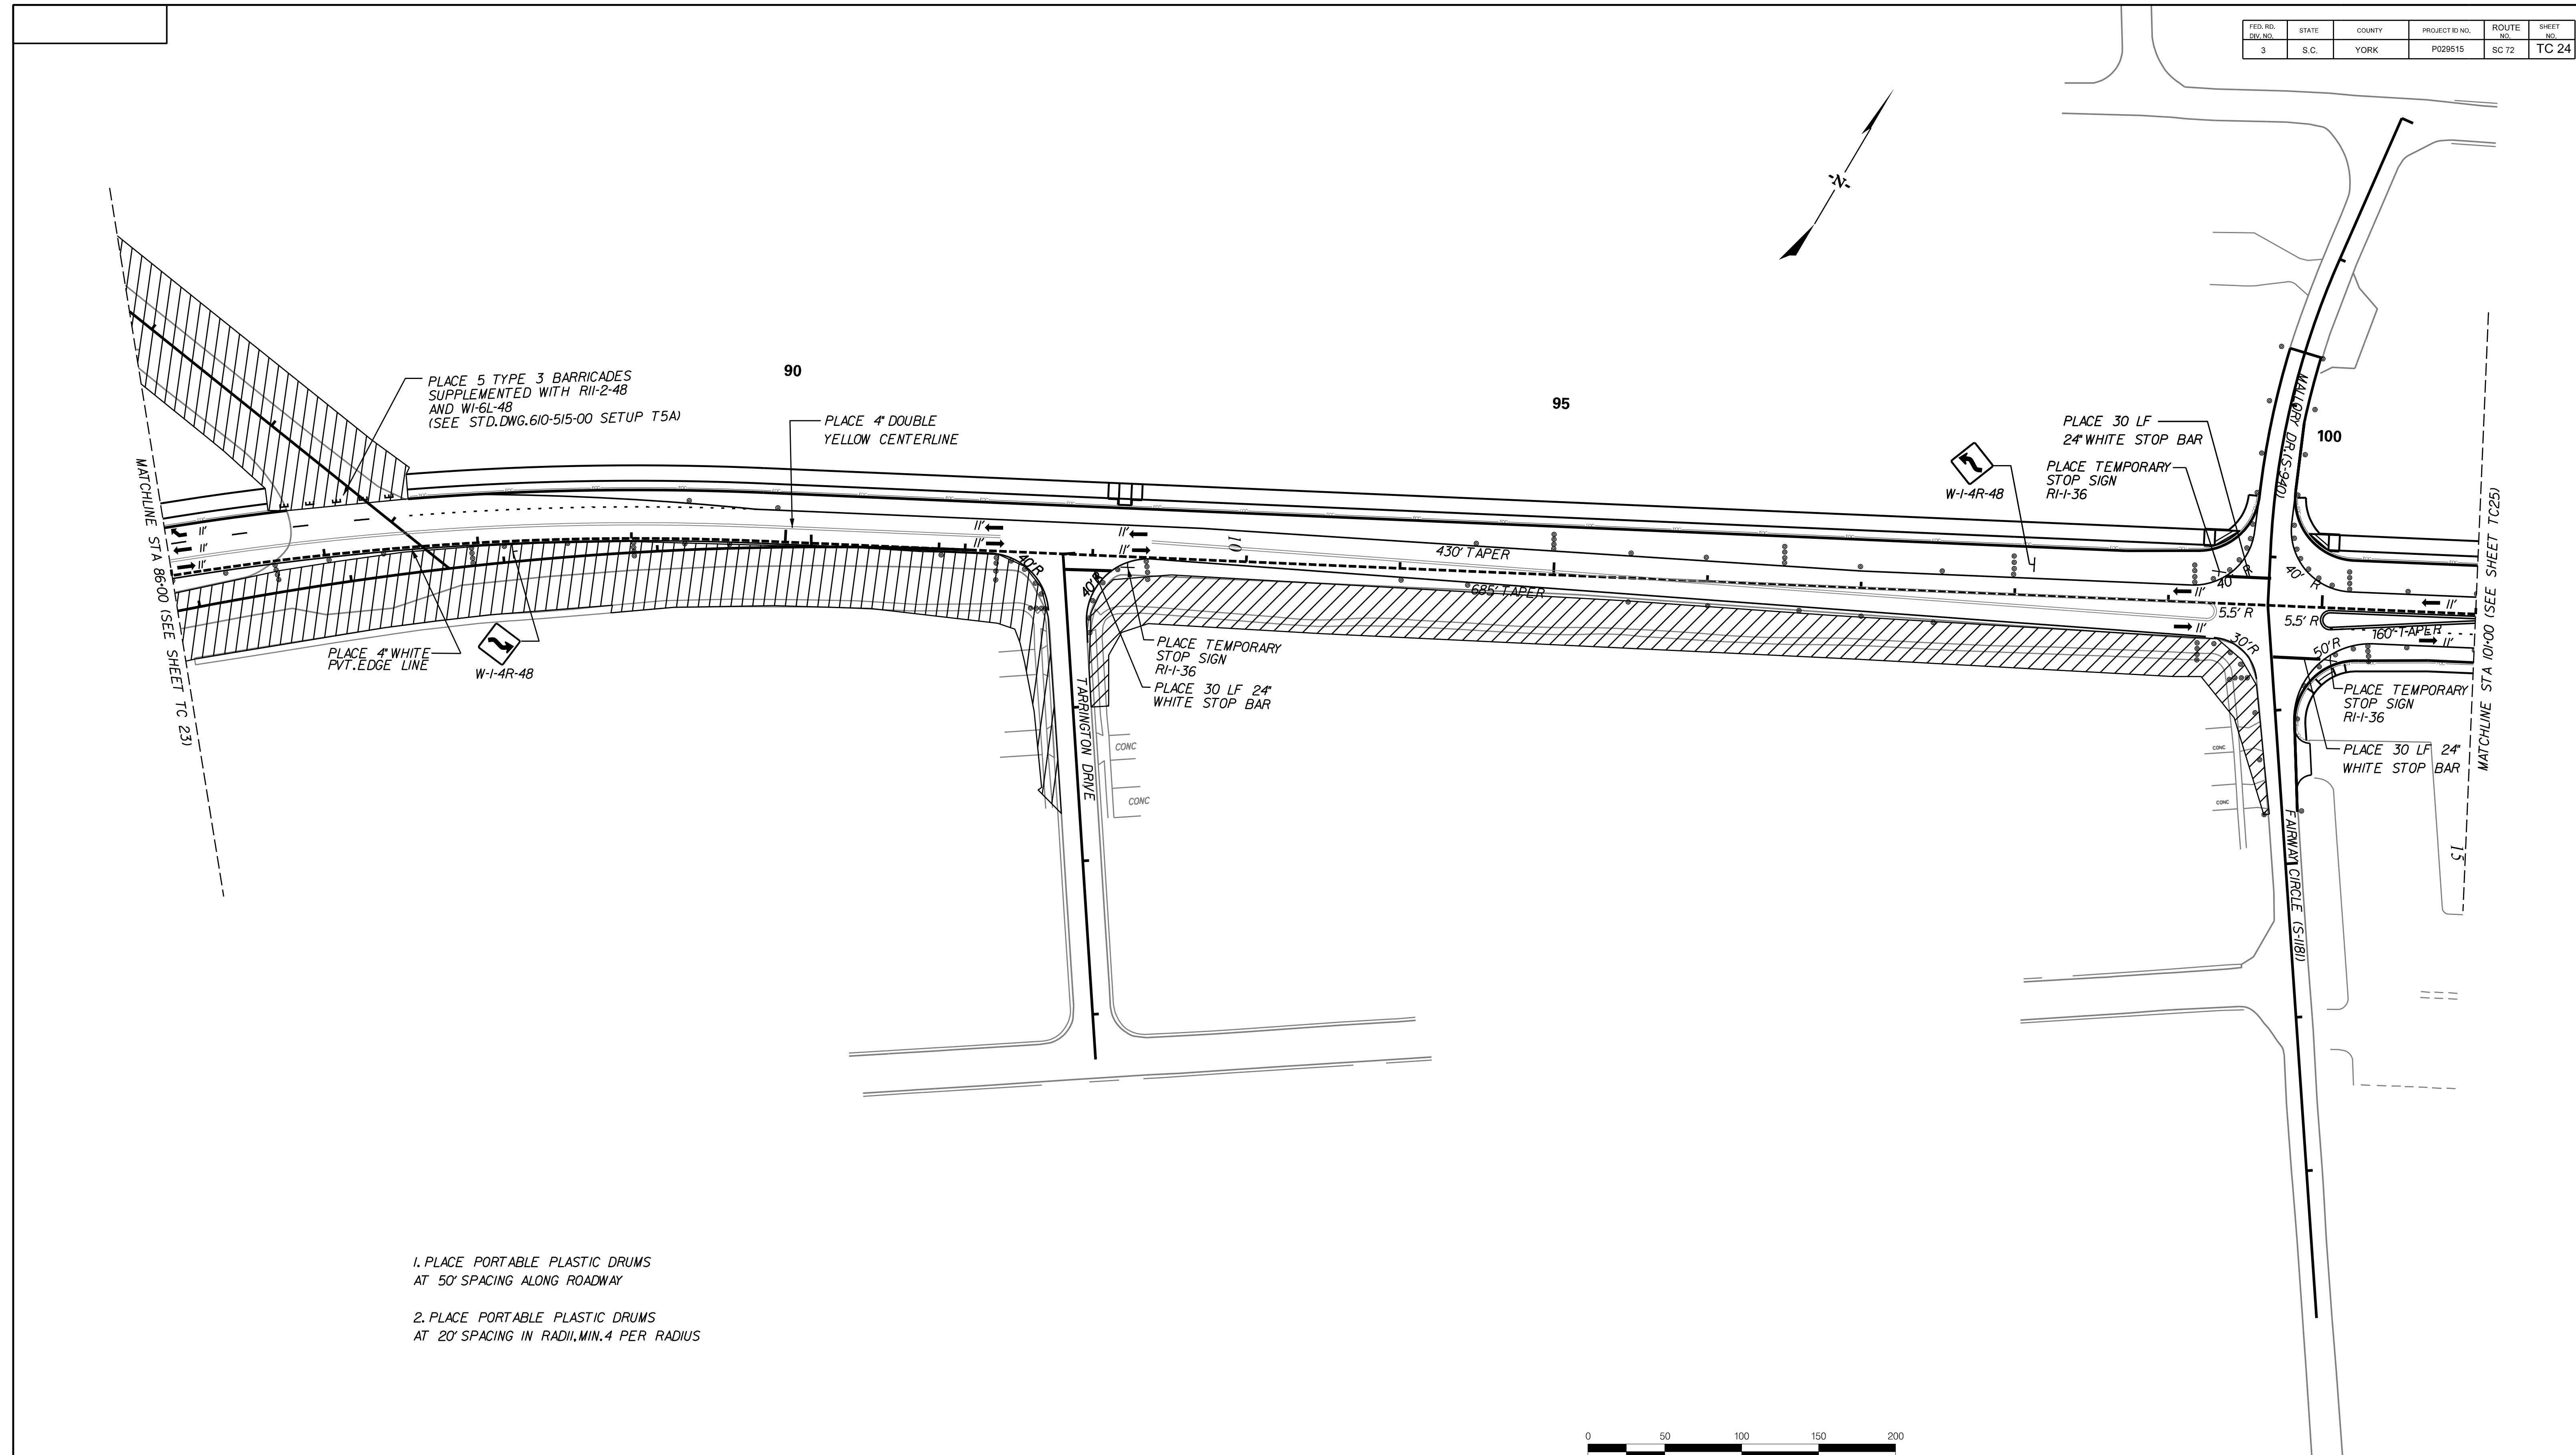 FED. RD. DIV. NO. STATE COUNTY PROJECT ID NO. ROUTE NO. SHEET NO.
3 S.C. YORK P029515 SC 72 TC 24
-N-
90
95
100
PLACE 5 TYPE 3 BARRICADES
SUPPLEMENTED WITH R11-2-48
AND W1-6L-48
(SEE STD.DWG.610-515-00 SETUP T5A)
PLACE 4" DOUBLE
YELLOW CENTERLINE
PLACE 30 LF
24" WHITE STOP BAR
PLACE TEMPORARY
STOP SIGN
R1-1-36
W-1-4R-48
MALLORY DR.(S-940)
MATCHLINE STA 86+00 (SEE SHEET TC 23)
MATCHLINE STA 101+00 (SEE SHEET TC25)
11'
11'
11'
11'
11'
11'
11'
10
430' TAPER
685' TAPER
40'R
40'R
40' R
40' R
11'
11'
5.5' R
5.5' R
30'R
50'R
160' TAPER
11'
11'
PLACE 4" WHITE
PVT.EDGE LINE
W-1-4R-48
PLACE TEMPORARY
STOP SIGN
R1-1-36
PLACE 30 LF 24"
WHITE STOP BAR
PLACE TEMPORARY
STOP SIGN
R1-1-36
PLACE 30 LF 24"
WHITE STOP BAR
TARRINGTON DRIVE
CONC
CONC
CONC
CONC
FAIRWAY CIRCLE (S-1181)
15
1. PLACE PORTABLE PLASTIC DRUMS
AT 50' SPACING ALONG ROADWAY
2. PLACE PORTABLE PLASTIC DRUMS
AT 20' SPACING IN RADII,MIN.4 PER RADIUS
0 50 100 150 200